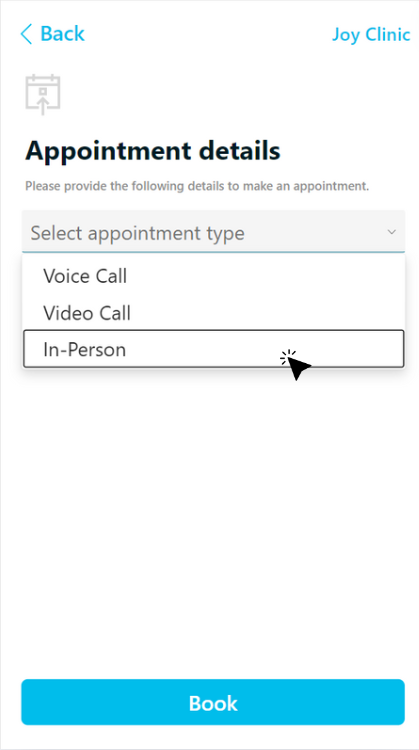 Back
Joy Clinic
Appointment details
Please provide the following details to make an appointment.
Select appointment type
Voice Call
Video Call
In-Person
Book